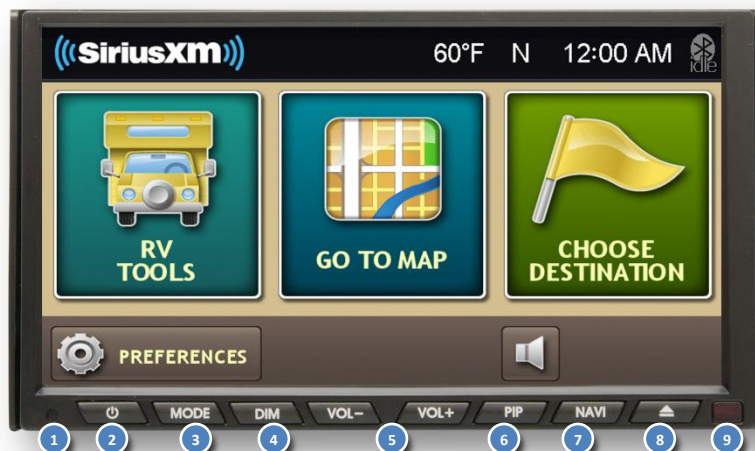 SiriusXM 60°F N 12:00 AM
idle
RV
TOOLS
GO TO MAP
CHOOSE
DESTINATION
PREFERENCES
MODE DIM VOL− VOL+ PIP NAVI
1 2 3 4 5 6 7 8 9